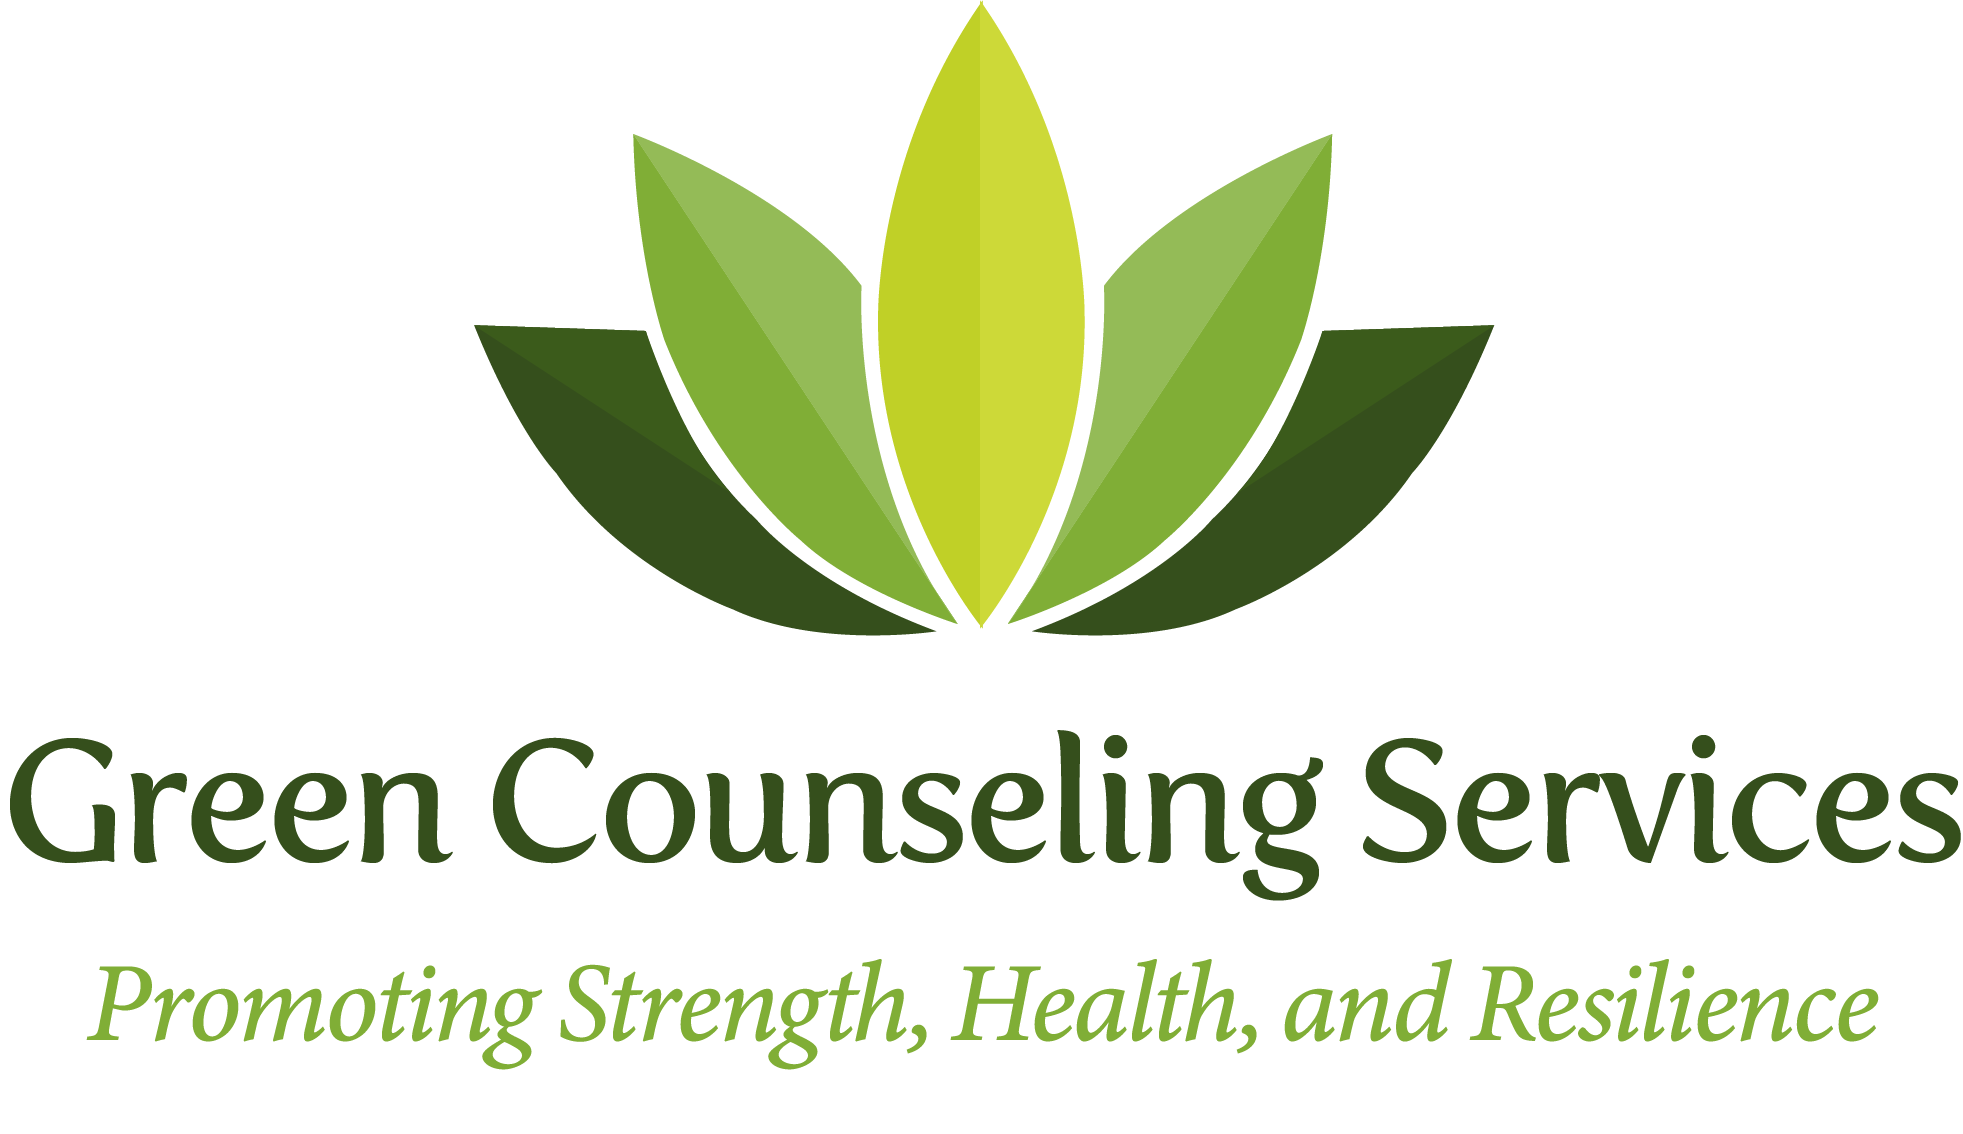 Green Counseling Services
Promoting Strength, Health, and Resilience